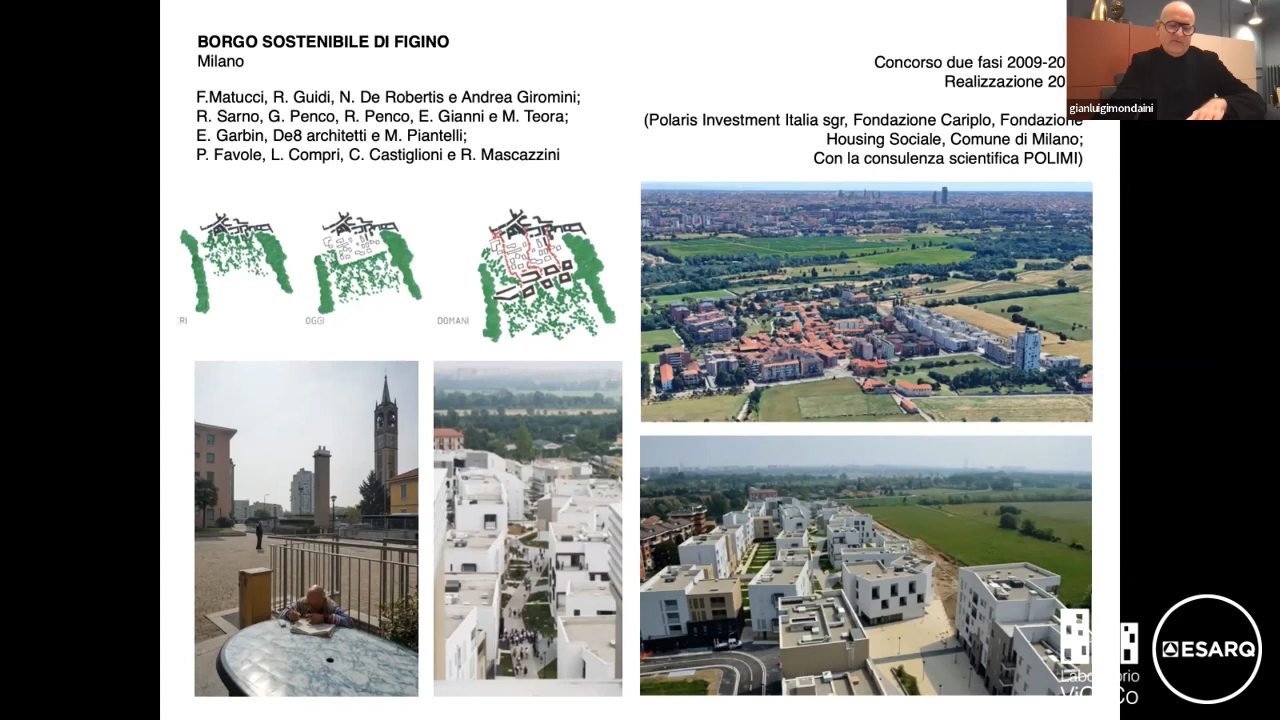 BORGO SOSTENIBILE DI FIGINO
Milano
F.Matucci, R. Guidi, N. De Robertis e Andrea Giromini;
R. Sarno, G. Penco, R. Penco, E. Gianni e M. Teora;
E. Garbin, De8 architetti e M. Piantelli;
P. Favole, L. Compri, C. Castiglioni e R. Mascazzini
Concorso due fasi 2009-20
Realizzazione 20
(Polaris Investment Italia sgr, Fondazione Cariplo, Fondazione
Housing Sociale, Comune di Milano;
Con la consulenza scientifica POLIMI)
gianluigimondaini
OGGI
DOMANI
ESARQ